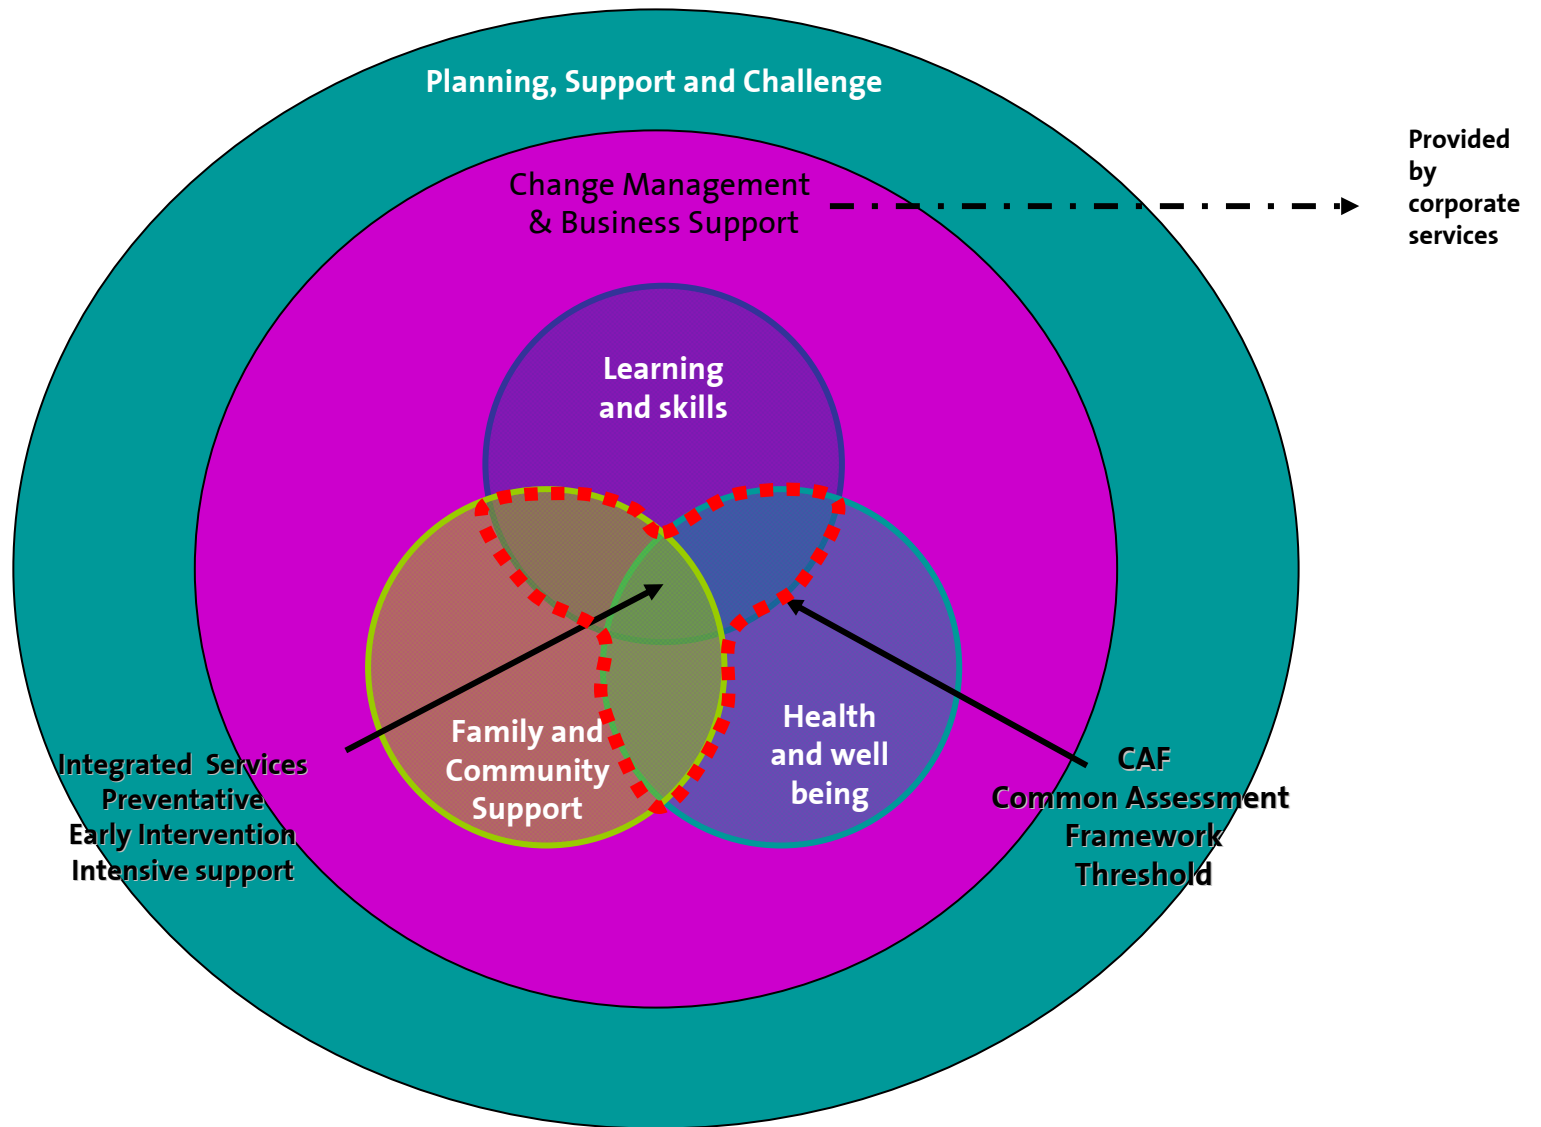 Planning, Support and Challenge
Change Management
& Business Support
Provided
by
corporate
services
Learning
and skills
Family and
Community
Support
Health
and well
being
Integrated  Services
Preventative
Early Intervention
Intensive support
CAF
Common Assessment
Framework
Threshold